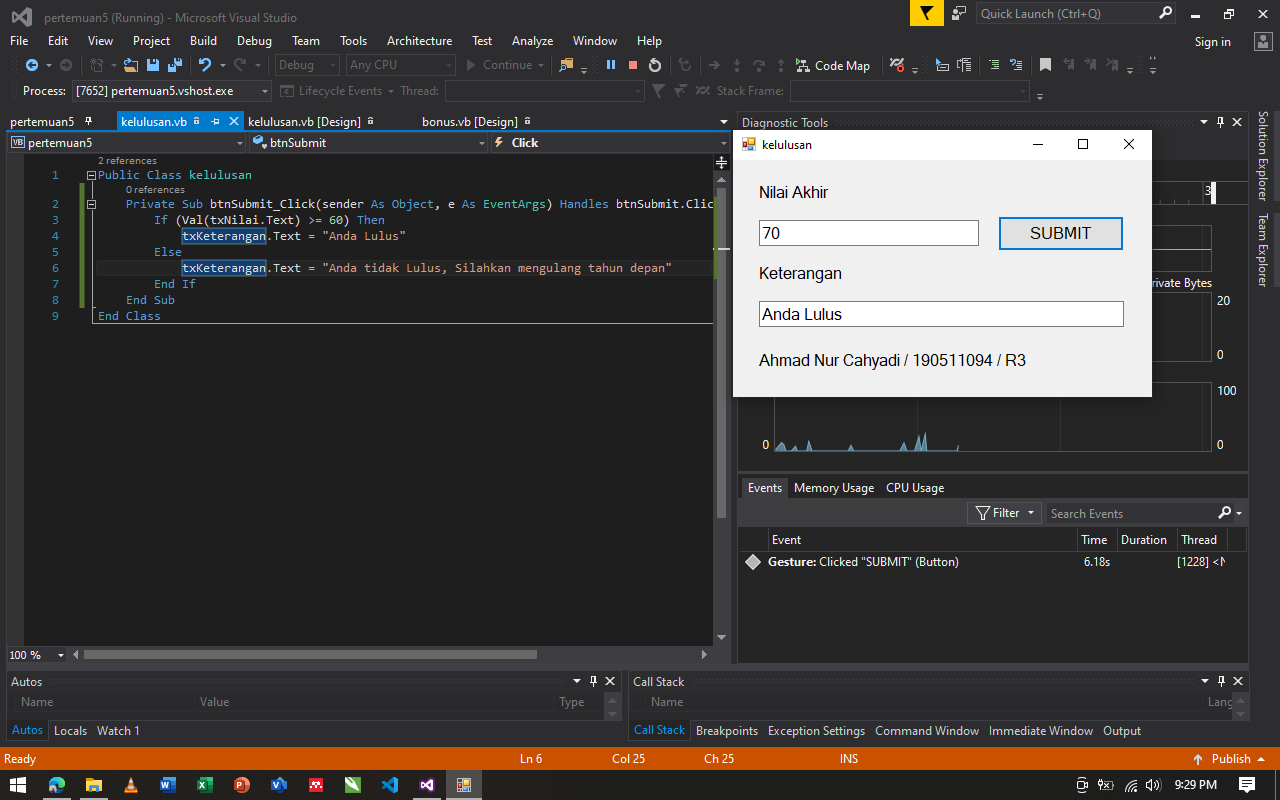 pertemuan5 (Running) - Microsoft Visual Studio
Quick Launch (Ctrl+Q)
File Edit View Project Build Debug Team Tools Architecture Test Analyze Window Help
Sign in
Debug Any CPU Continue Code Map
Process: [7652] pertemuan5.vshost.exe Lifecycle Events Thread: Stack Frame:
pertemuan5 kelulusan.vb kelulusan.vb [Design] bonus.vb [Design]
pertemuan5 btnSubmit Click
2 references
1 Public Class kelulusan
0 references
2 Private Sub btnSubmit_Click(sender As Object, e As EventArgs) Handles btnSubmit.Clic
3 If (Val(txNilai.Text) >= 60) Then
4 txKeterangan.Text = "Anda Lulus"
5 Else
6 txKeterangan.Text = "Anda tidak Lulus, Silahkan mengulang tahun depan"
7 End If
8 End Sub
9 End Class
100 %
Diagnostic Tools
3
kelulusan
Nilai Akhir
70 SUBMIT
Keterangan
Anda Lulus
Ahmad Nur Cahyadi / 190511094 / R3
rivate Bytes
20
0
100
0 0
Events Memory Usage CPU Usage
Filter Search Events
Event Time Duration Thread
Gesture: Clicked "SUBMIT" (Button) 6.18s [1228] <N
Solution Explorer
Team Explorer
Autos
Name Value Type
Autos Locals Watch 1
Call Stack
Name Lang
Call Stack Breakpoints Exception Settings Command Window Immediate Window Output
Ready Ln 6 Col 25 Ch 25 INS Publish
9:29 PM